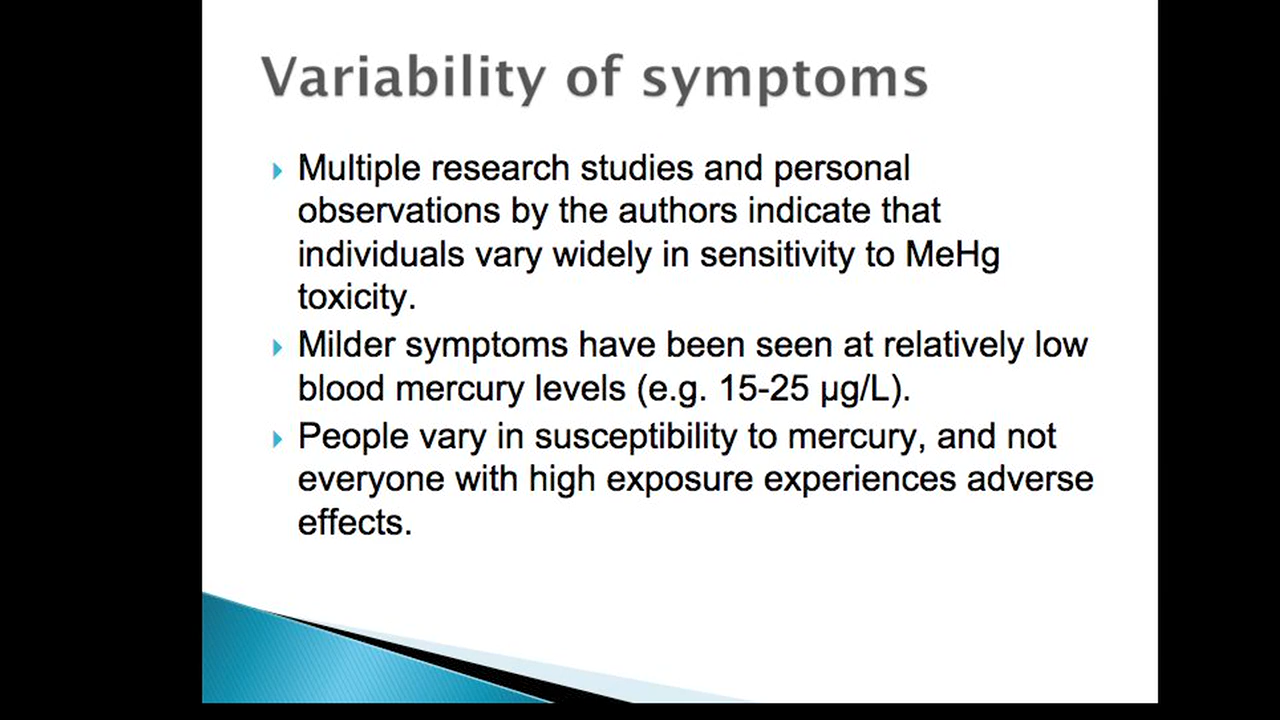 Variability of symptoms
Multiple research studies and personal
observations by the authors indicate that
individuals vary widely in sensitivity to MeHg
toxicity.
Milder symptoms have been seen at relatively low
blood mercury levels (e.g. 15-25 µg/L).
People vary in susceptibility to mercury, and not
everyone with high exposure experiences adverse
effects.